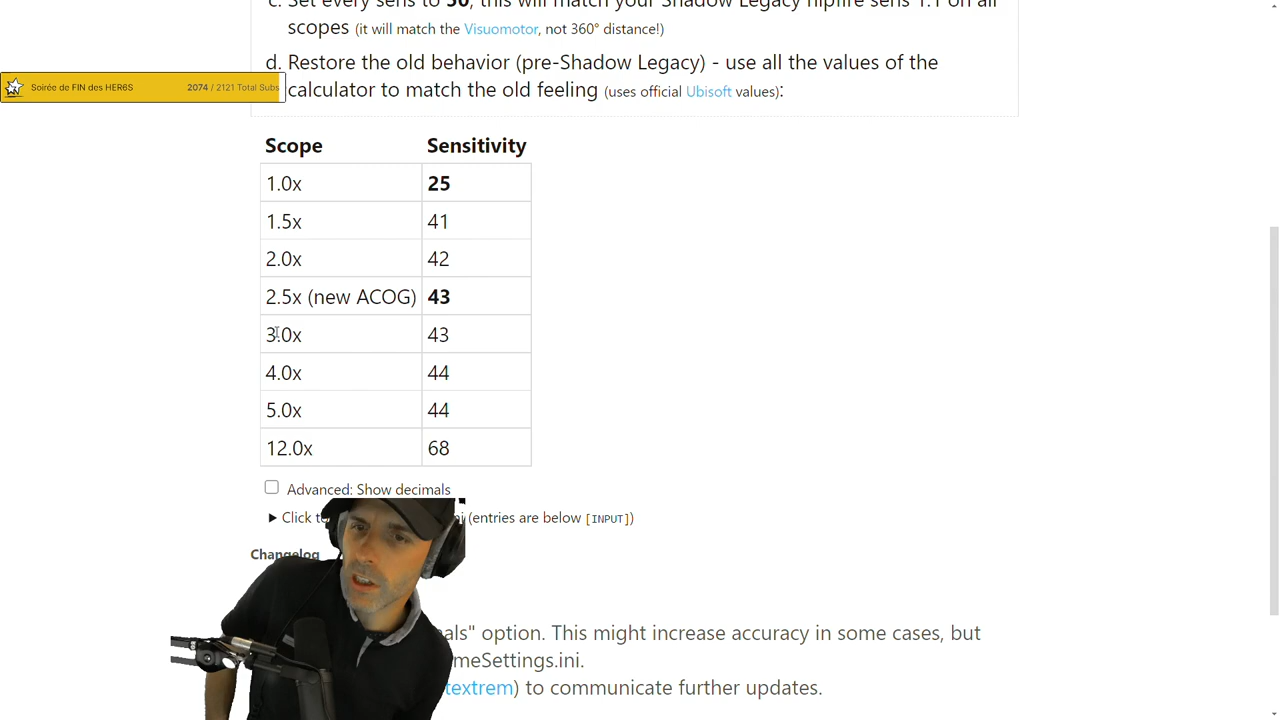 c. Set every sens to 50, this will match your Shadow Legacy hipfire sens 1:1 on all
scopes (it will match the Visuomotor, not 360° distance!)
d. Restore the old behavior (pre-Shadow Legacy) - use all the values of the
calculator to match the old feeling (uses official Ubisoft values):
Soirée de FIN des HER6S 2074 / 2121 Total Subs
Scope Sensitivity
1.0x 25
1.5x 41
2.0x 42
2.5x (new ACOG) 43
3.0x 43
4.0x 44
5.0x 44
12.0x 68
Advanced: Show decimals
Click (entries are below [INPUT])
Changelog
option. This might increase accuracy in some cases, but
meSettings.ini.
textrem) to communicate further updates.